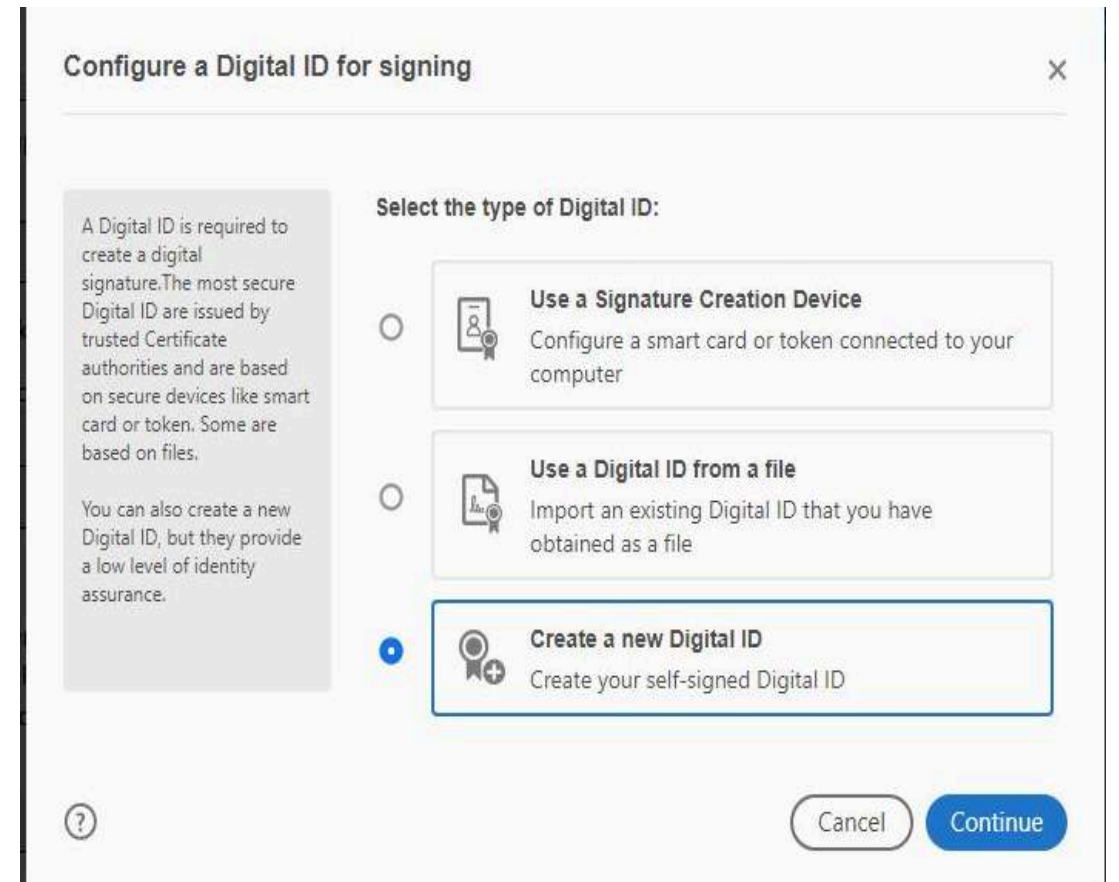 Configure a Digital ID for signing
A Digital ID is required to
create a digital
signature.The most secure
Digital ID are issued by
trusted Certificate
authorities and are based
on secure devices like smart
card or token. Some are
based on files.
You can also create a new
Digital ID, but they provide
a low level of identity
assurance.
Select the type of Digital ID:
Use a Signature Creation Device
Configure a smart card or token connected to your
computer
Use a Digital ID from a file
Import an existing Digital ID that you have
obtained as a file
Create a new Digital ID
Create your self-signed Digital ID
?
Cancel
Continue